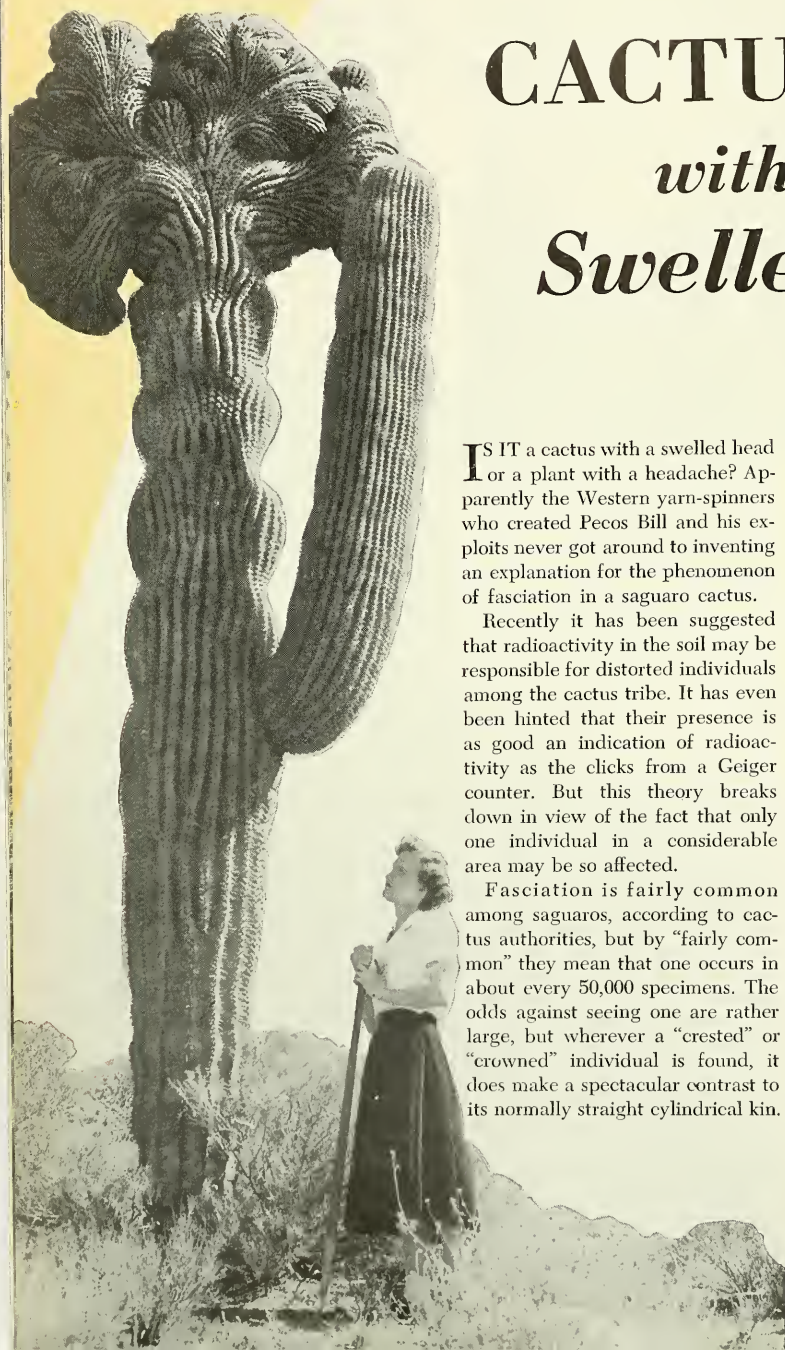 CACTU
with
Swelle
IS IT a cactus with a swelled head
or a plant with a headache? Ap-
parently the Western yarn-spinners
who created Pecos Bill and his ex-
ploits never got around to inventing
an explanation for the phenomenon
of fasciation in a saguaro cactus.
Recently it has been suggested
that radioactivity in the soil may be
responsible for distorted individuals
among the cactus tribe. It has even
been hinted that their presence is
as good an indication of radioac-
tivity as the clicks from a Geiger
counter. But this theory breaks
down in view of the fact that only
one individual in a considerable
area may be so affected.
Fasciation is fairly common
among saguaros, according to cac-
tus authorities, but by “fairly com-
mon” they mean that one occurs in
about every 50,000 specimens. The
odds against seeing one are rather
large, but wherever a “crested” or
“crowned” individual is found, it
does make a spectacular contrast to
its normally straight cylindrical kin.